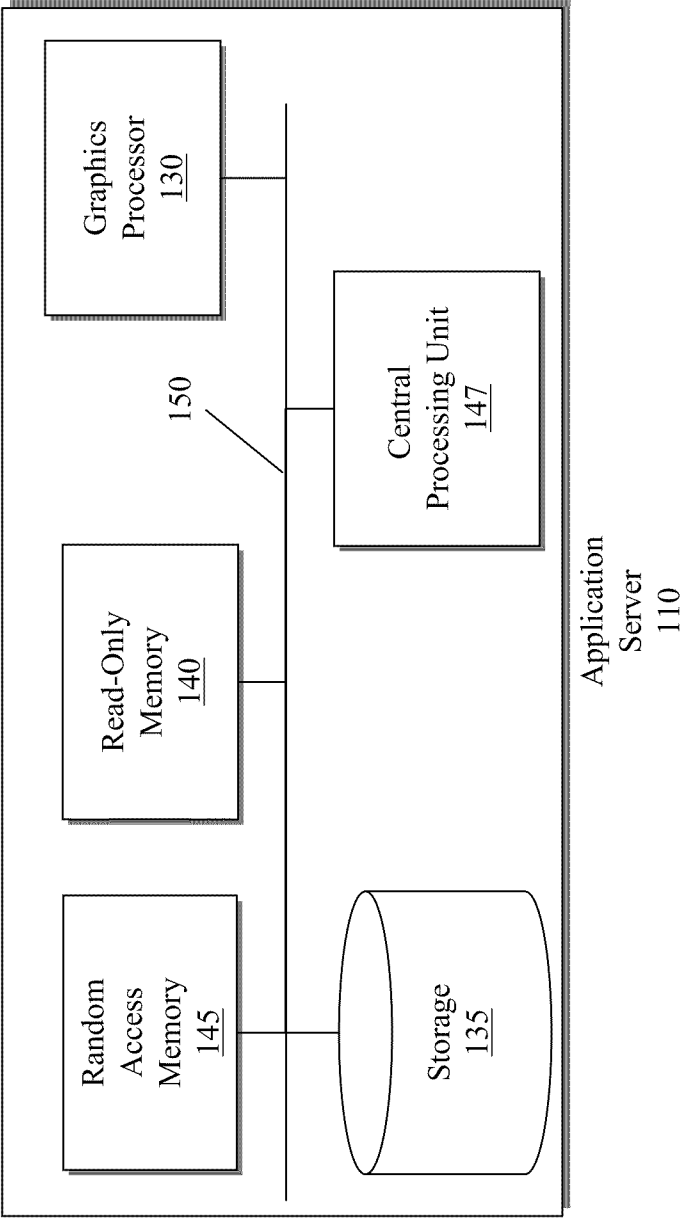 Random
Access
Memory
145
Read-Only
Memory
140
Graphics
Processor
130
150
Storage
135
Central
Processing Unit
147
Application
Server
110